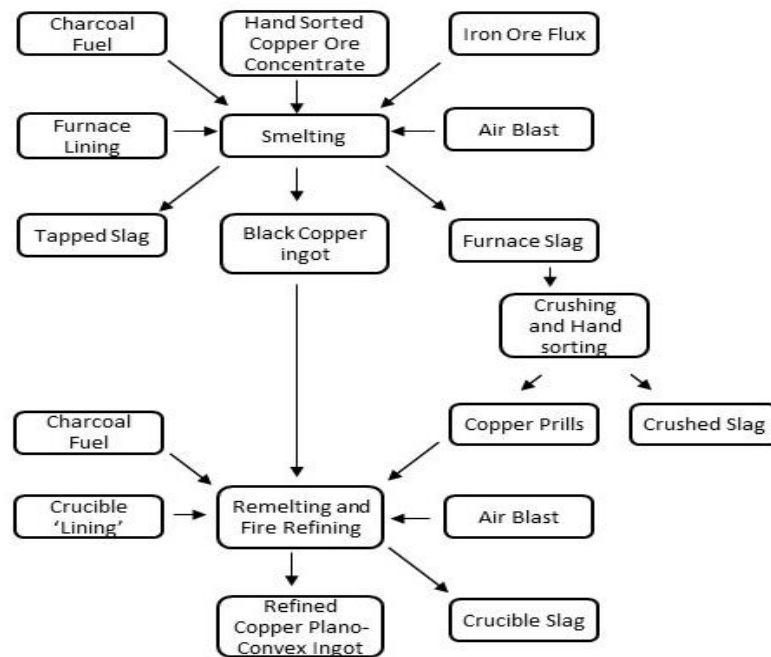 Charcoal
Fuel
Hand Sorted
Copper Ore
Concentrate
Iron Ore Flux
Furnace
Lining
Smelting
Air Blast
Tapped Slag
Black Copper
ingot
Furnace Slag
Crushing
and Hand
sorting
Charcoal
Fuel
Copper Prills
Crushed Slag
Crucible
‘Lining’
Remelting and
Fire Refining
Air Blast
Refined
Copper Plano-
Convex Ingot
Crucible Slag